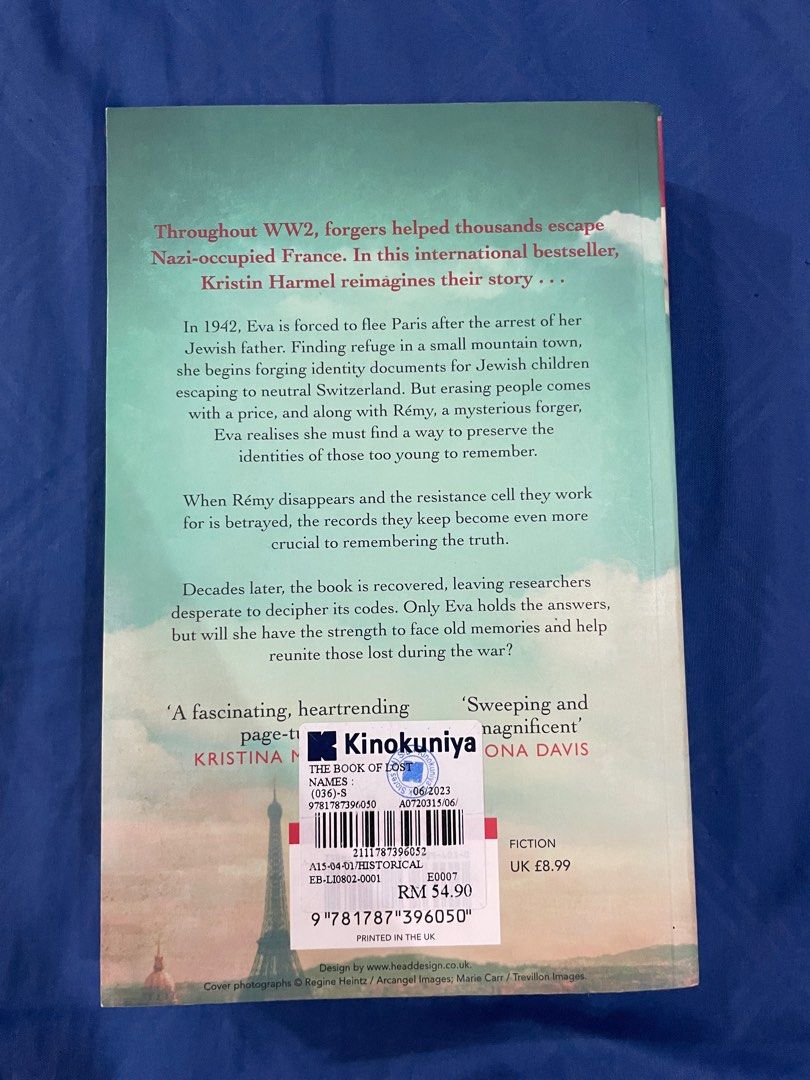 Throughout WW2, forgers helped thousands escape
Nazi-occupied France. In this international bestseller,
Kristin Harmel reimagines their story . . .
In 1942, Eva is forced to flee Paris after the arrest of her
Jewish father. Finding refuge in a small mountain town,
she begins forging identity documents for Jewish children
escaping to neutral Switzerland. But erasing people comes
with a price, and along with Rémy, a mysterious forger,
Eva realises she must find a way to preserve the
identities of those too young to remember.
When Rémy disappears and the resistance cell they work
for is betrayed, the records they keep become even more
crucial to remembering the truth.
Decades later, the book is recovered, leaving researchers
desperate to decipher its codes. Only Eva holds the answers,
but will she have the strength to face old memories and help
reunite those lost during the war?
‘A fascinating, heartrending
page-tu
KRISTINA M
‘Sweeping and
magnificent’
ONA DAVIS
Kinokuniya
THE BOOK OF LOST
NAMES :
(036)-S 06/2023
9781787396050 A0720315/06/
2111787396052
A15-04-01/HISTORICAL
EB-LI0802-0001 E0007
RM 54.90
9 "781787"396050"
PRINTED IN THE UK
FICTION
UK £8.99
Design by www.headdesign.co.uk.
Cover photographs © Regine Heintz / Arcangel Images; Marie Carr / Trevillon Images.